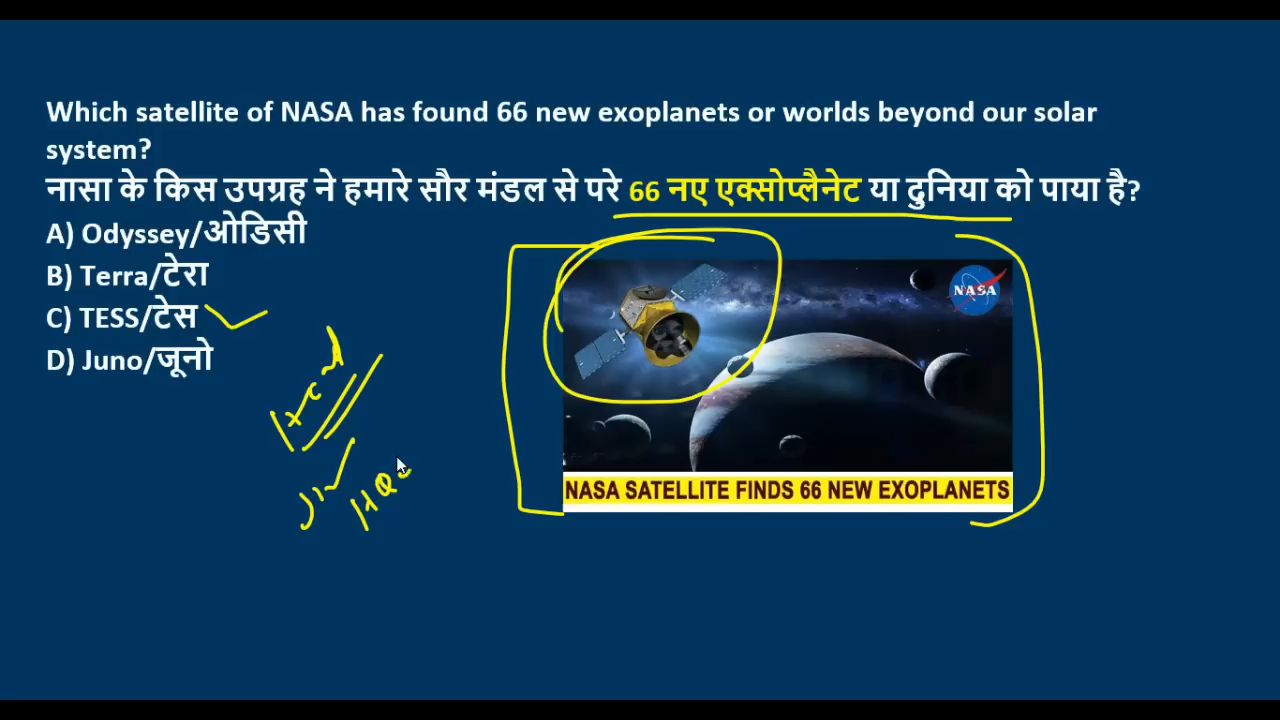 Which satellite of NASA has found 66 new exoplanets or worlds beyond our solar
system?
नासा के किस उपग्रह ने हमारे सौर मंडल से परे 66 नए एक्सोप्लैनेट या दुनिया को पाया है?
A) Odyssey/ओडिसी
B) Terra/टेरा
C) TESS/टेस
D) Juno/जूनो
NASA
NASA SATELLITE FINDS 66 NEW EXOPLANETS